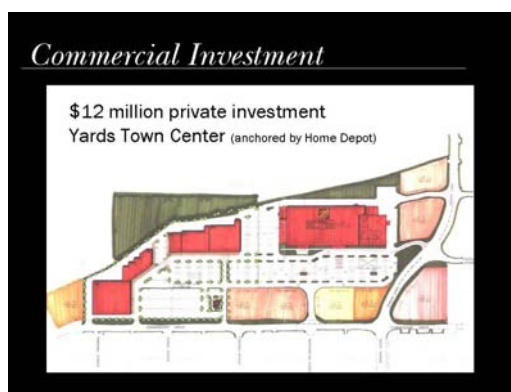 Commercial Investment
$12 million private investment
Yards Town Center (anchored by Home Depot)